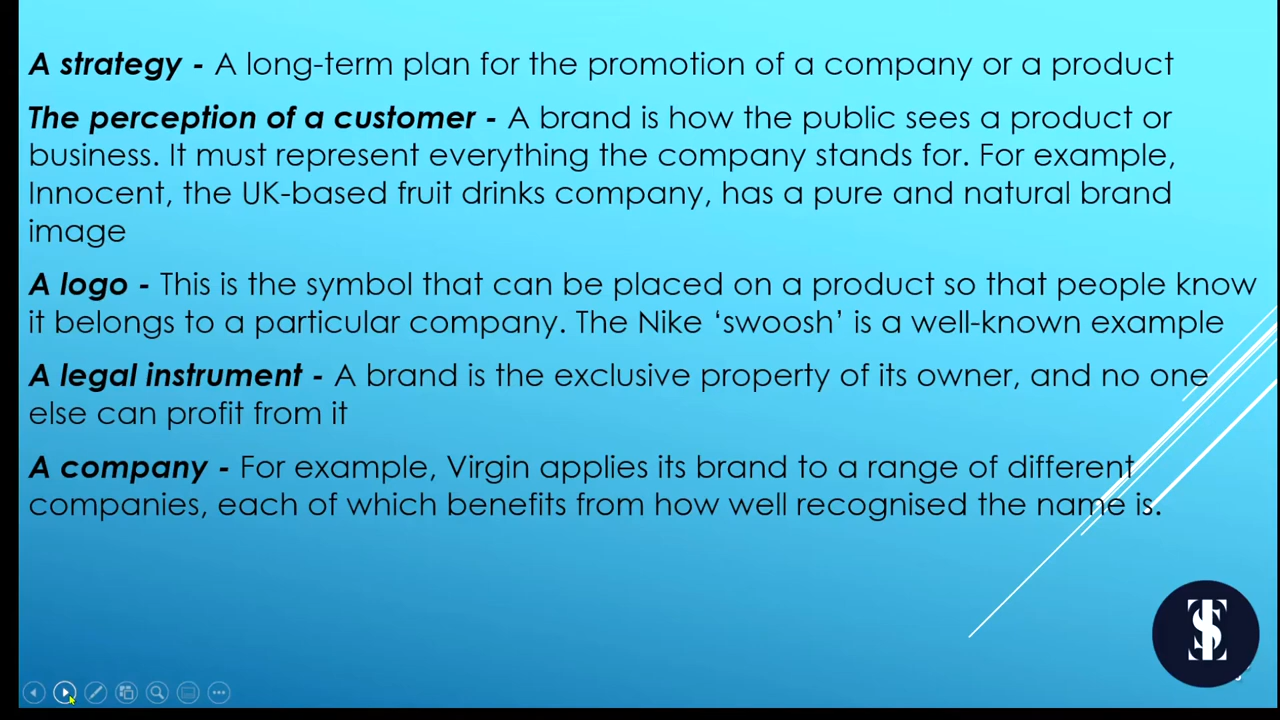 A strategy - A long-term plan for the promotion of a company or a product
The perception of a customer - A brand is how the public sees a product or
business. It must represent everything the company stands for. For example,
Innocent, the UK-based fruit drinks company, has a pure and natural brand
image
A logo - This is the symbol that can be placed on a product so that people know
it belongs to a particular company. The Nike ‘swoosh’ is a well-known example
A legal instrument - A brand is the exclusive property of its owner, and no one
else can profit from it
A company - For example, Virgin applies its brand to a range of different
companies, each of which benefits from how well recognised the name is.